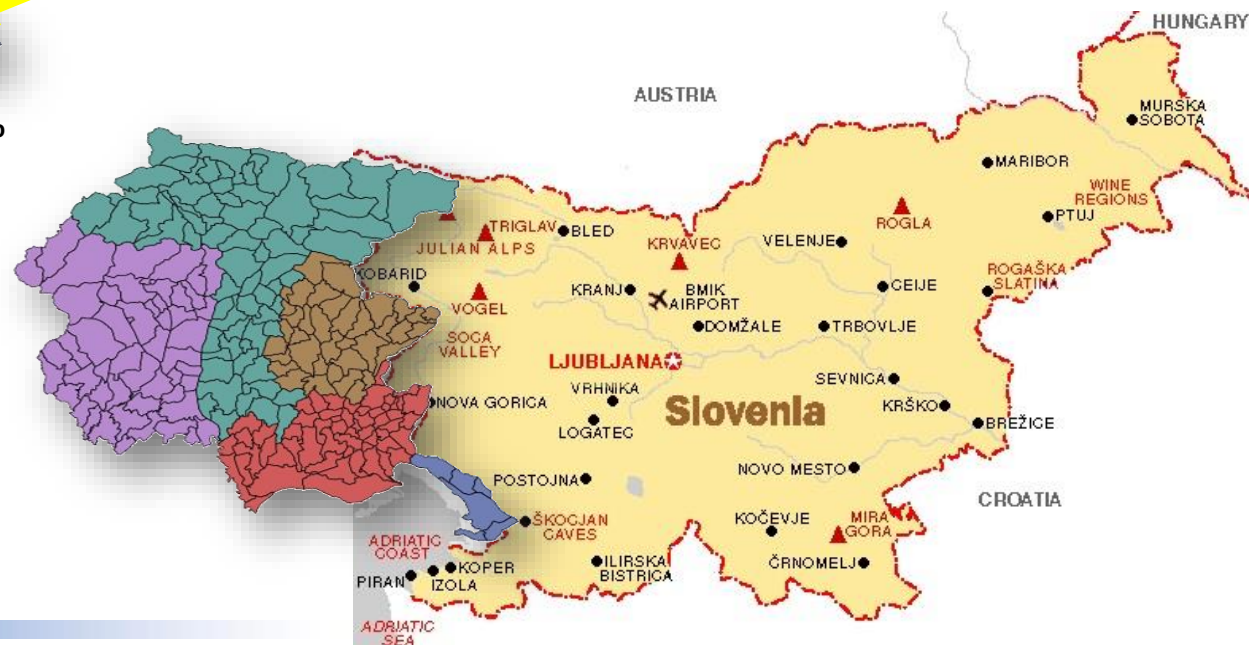 HUNGARY
AUSTRIA
MURSKA
SOBOTA
MARIBOR
WINE
REGIONS
PTUJ
ROGLA
TRIGLAV
BLED
JULIAN ALPS
KRVAVEC
VELENJE
KOBARID
ROGAŠKA
SLATINA
KRANJ
BMIK
AIRPORT
CEIJE
VOGEL
DOMŽALE
TRBOVLJE
SOCA
VALLEY
LJUBLJANA
SEVNICA
VRHNIKA
NOVA GORICA
Slovenia
KRŠKO
BREŽICE
LOGATEC
NOVO MESTO
POSTOJNA
CROATIA
ŠKOCJAN
CAVES
KOČEVJE
MIRA
GORA
ADRIATIC
COAST
KOPER
ILIRSKA
BISTRICA
ČRNOMELJ
PIRAN
IZOLA
ADRIATIC
SEA